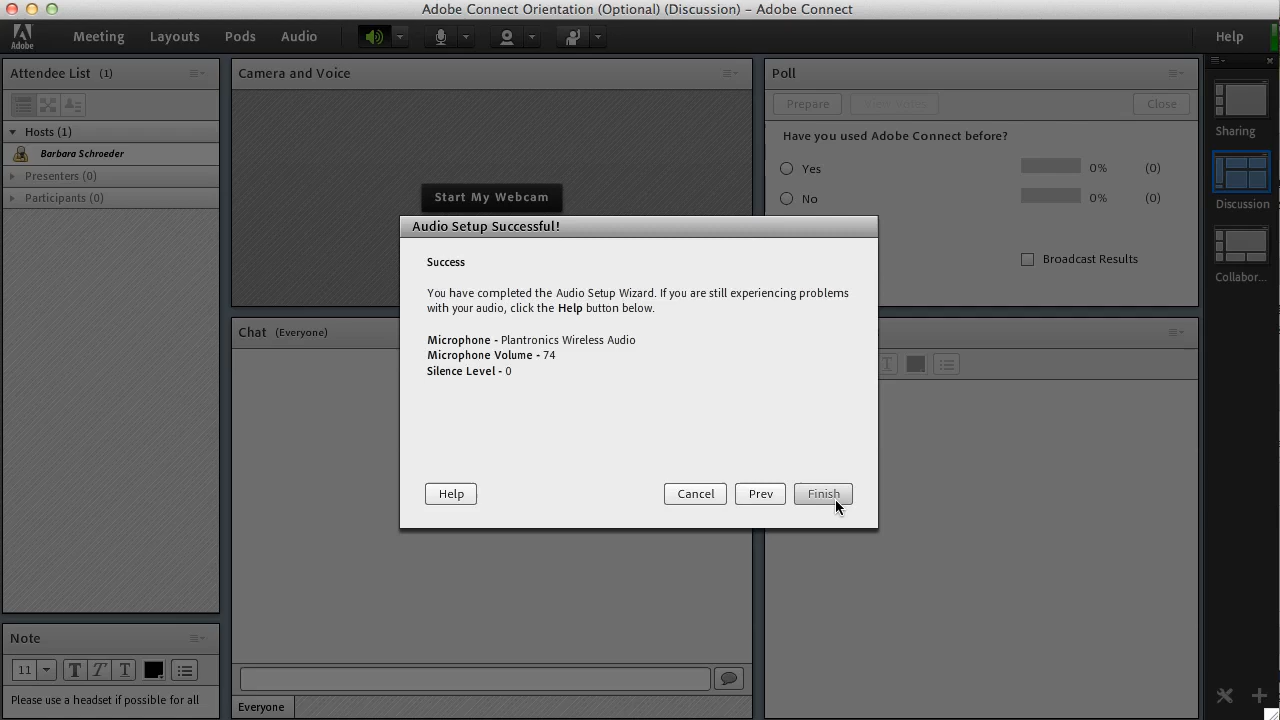 Adobe Connect Orientation (Optional) (Discussion) – Adobe Connect
Adobe
Meeting
Layouts
Pods
Audio
Help
Attendee List (1)
Hosts (1)
Barbara Schroeder
Presenters (0)
Participants (0)
Camera and Voice
Start My Webcam
Poll
Prepare
Close
Have you used Adobe Connect before?
Yes 0% (0)
No 0% (0)
Broadcast Results
Sharing
Discussion
Collabor...
Audio Setup Successful!
Success
You have completed the Audio Setup Wizard. If you are still experiencing problems
with your audio, click the Help button below.
Microphone - Plantronics Wireless Audio
Microphone Volume - 74
Silence Level - 0
Help
Cancel
Prev
Finish
Chat (Everyone)
Everyone
Note
11 T T T
T
Please use a headset if possible for all